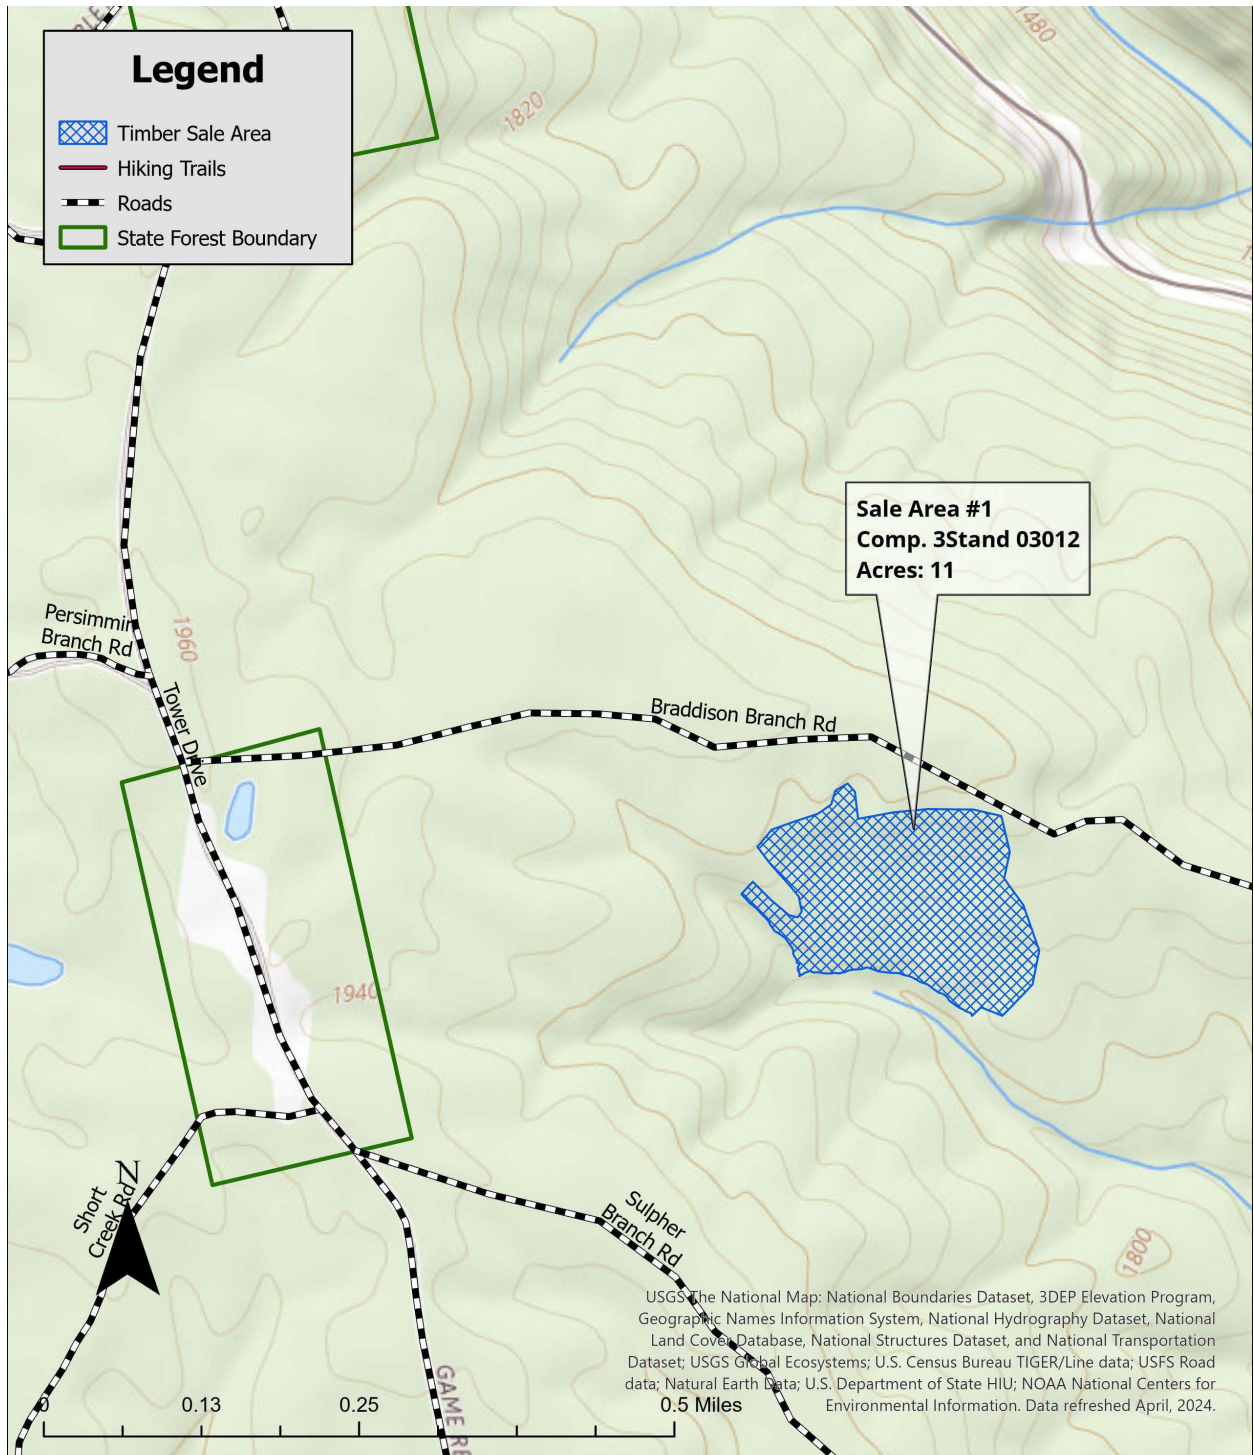 1480
Legend
Timber Sale Area
Hiking Trails
Roads
State Forest Boundary
1820
Sale Area #1
Comp. 3Stand 03012
Acres: 11
Persimmin
Branch Rd
1960
Tower Drive
Braddison Branch Rd
1940
N
Short
Creek Rd
Sulpher
Branch Rd
1800
USGS The National Map: National Boundaries Dataset, 3DEP Elevation Program,
Geographic Names Information System, National Hydrography Dataset, National
Land Cover Database, National Structures Dataset, and National Transportation
Dataset; USGS Global Ecosystems; U.S. Census Bureau TIGER/Line data; USFS Road
data; Natural Earth Data; U.S. Department of State HIU; NOAA National Centers for
Environmental Information. Data refreshed April, 2024.
GAME
0 0.13 0.25 0.5 Miles